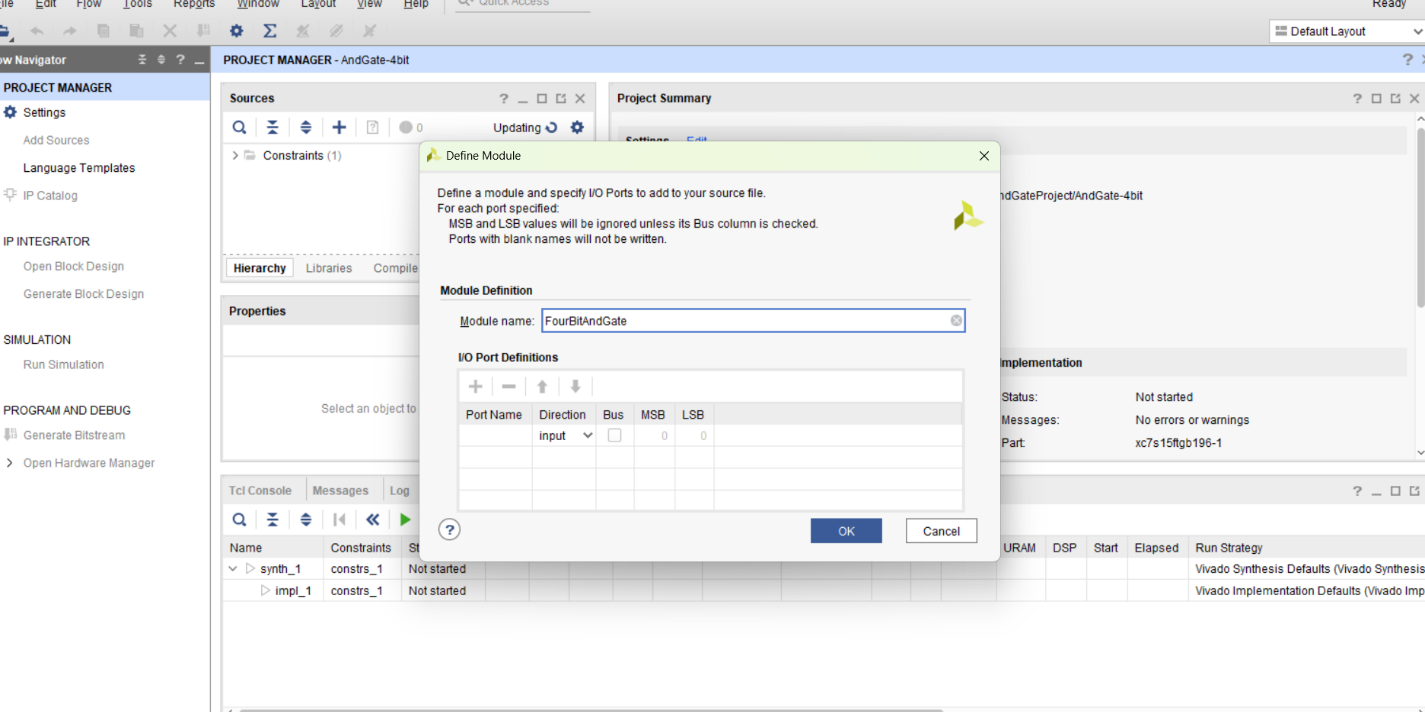 Edit Flow Tools Reports Window Layout View Help Quick Access Ready
Default Layout
Navigator ?
PROJECT MANAGER - AndGate-4bit ?
PROJECT MANAGER
Settings
Add Sources
Language Templates
IP Catalog
IP INTEGRATOR
Open Block Design
Generate Block Design
SIMULATION
Run Simulation
PROGRAM AND DEBUG
Generate Bitstream
Open Hardware Manager
Sources ?
? 0 Updating
Constraints (1)
Hierarchy Libraries Compile
Properties
Select an object to
Project Summary ?
Settings Edit
ndGateProject/AndGate-4bit
Implementation
Status: Not started
Messages: No errors or warnings
Part: xc7s15ftgb196-1
Define Module
Define a module and specify I/O Ports to add to your source file.
For each port specified:
MSB and LSB values will be ignored unless its Bus column is checked.
Ports with blank names will not be written.
Module Definition
Module name: FourBitAndGate
I/O Port Definitions
Port Name Direction Bus MSB LSB
input 0 0
? OK Cancel
Tcl Console Messages Log ?
Name Constraints St URAM DSP Start Elapsed Run Strategy
synth_1 constrs_1 Not started Vivado Synthesis Defaults (Vivado Synthesis
impl_1 constrs_1 Not started Vivado Implementation Defaults (Vivado Imp